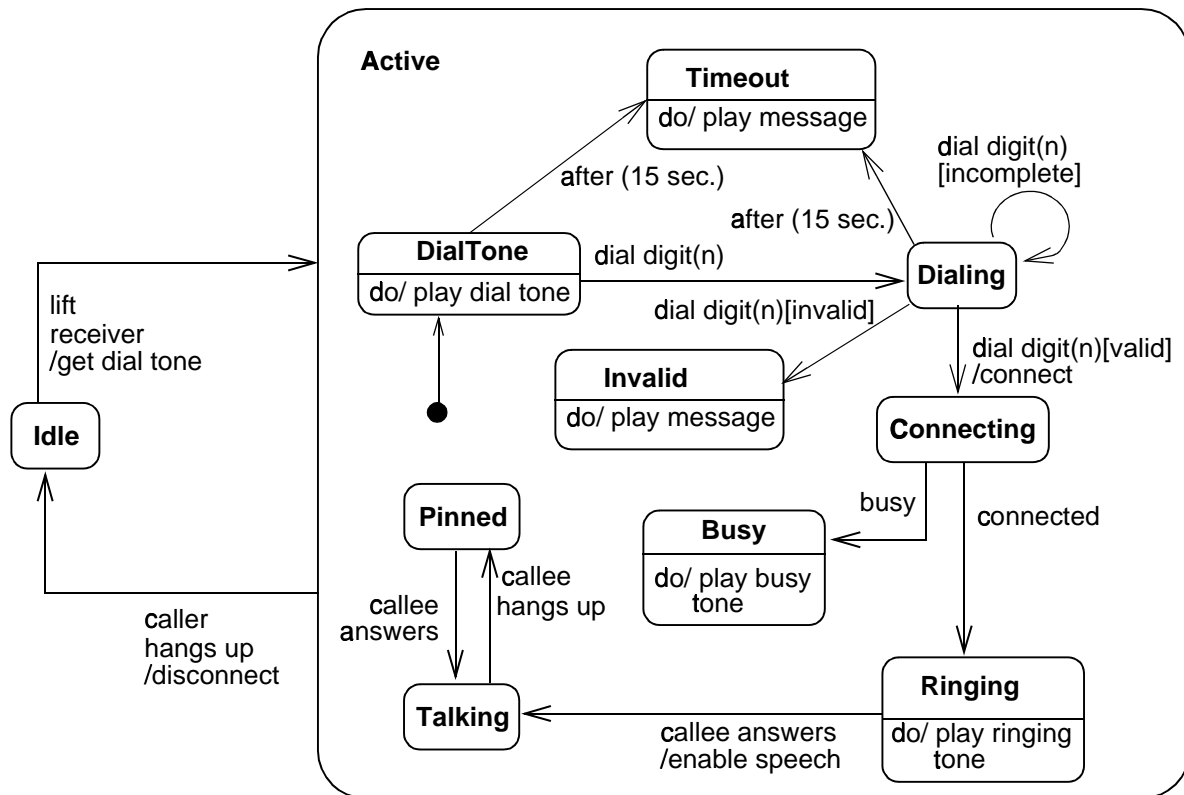 Active
Timeout
do/ play message
dial digit(n)
[incomplete]
after (15 sec.)
after (15 sec.)
DialTone
do/ play dial tone
dial digit(n)
Dialing
lift
receiver
/get dial tone
dial digit(n)[invalid]
Invalid
do/ play message
dial digit(n)[valid]
/connect
Idle
Connecting
Pinned
busy
connected
Busy
do/ play busy
tone
callee
hangs up
callee
answers
caller
hangs up
/disconnect
Talking
Ringing
do/ play ringing
tone
callee answers
/enable speech